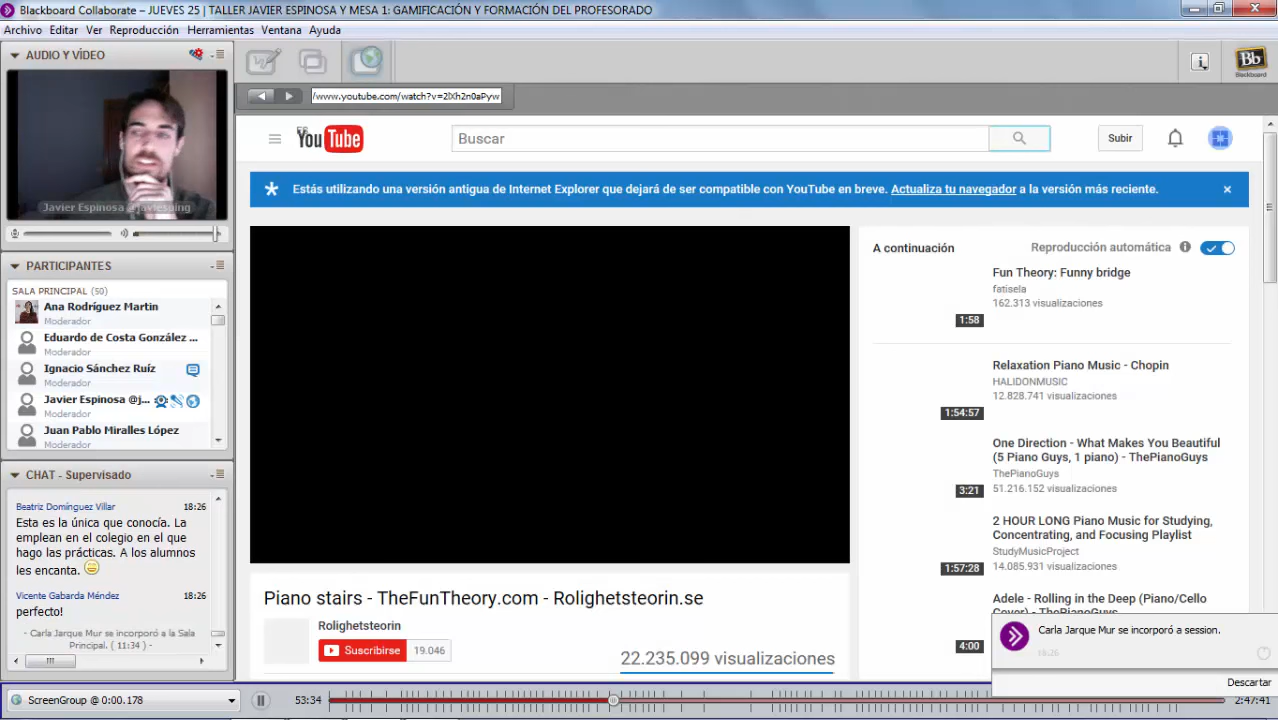 Blackboard Collaborate – JUEVES 25 | TALLER JAVIER ESPINOSA Y MESA 1: GAMIFICACIÓN Y FORMACIÓN DEL PROFESORADO
Archivo Editar Ver Reproducción Herramientas Ventana Ayuda
AUDIO Y VÍDEO
Javier Espinosa @javiesping
PARTICIPANTES
SALA PRINCIPAL (50)
Ana Rodríguez Martin
Moderador
Eduardo de Costa González ...
Moderador
Ignacio Sánchez Ruíz
Moderador
Javier Espinosa @j...
Moderador
Juan Pablo Miralles López
Moderador
CHAT - Supervisado
Beatriz Domínguez Villar 18:26
Esta es la única que conocía. La
emplean en el colegio en el que
hago las prácticas. A los alumnos
les encanta.
Vicente Gabarda Méndez 18:26
perfecto!
- Carla Jarque Mur se incorporó a la Sala
Principal. ( 11:34 ) -
Bb
Blackboard
/www.youtube.com/watch?v=2lXh2n0aPyw
YouTube
Buscar
Subir
Estás utilizando una versión antigua de Internet Explorer que dejará de ser compatible con YouTube en breve. Actualiza tu navegador a la versión más reciente.
A continuación Reproducción automática
Fun Theory: Funny bridge
fatisela
162.313 visualizaciones
1:58
Relaxation Piano Music - Chopin
HALIDONMUSIC
12.828.741 visualizaciones
1:54:57
One Direction - What Makes You Beautiful
(5 Piano Guys, 1 piano) - ThePianoGuys
ThePianoGuys
51.216.152 visualizaciones
3:21
2 HOUR LONG Piano Music for Studying,
Concentrating, and Focusing Playlist
StudyMusicProject
14.085.931 visualizaciones
1:57:28
Adele - Rolling in the Deep (Piano/Cello
Cover) - ThePianoGuys
4:00
Piano stairs - TheFunTheory.com - Rolighetsteorin.se
Rolighetsteorin
Suscribirse 19.046
22.235.099 visualizaciones
Carla Jarque Mur se incorporó a session.
18:26
Descartar
ScreenGroup @ 0:00.178
53:34
2:47:41